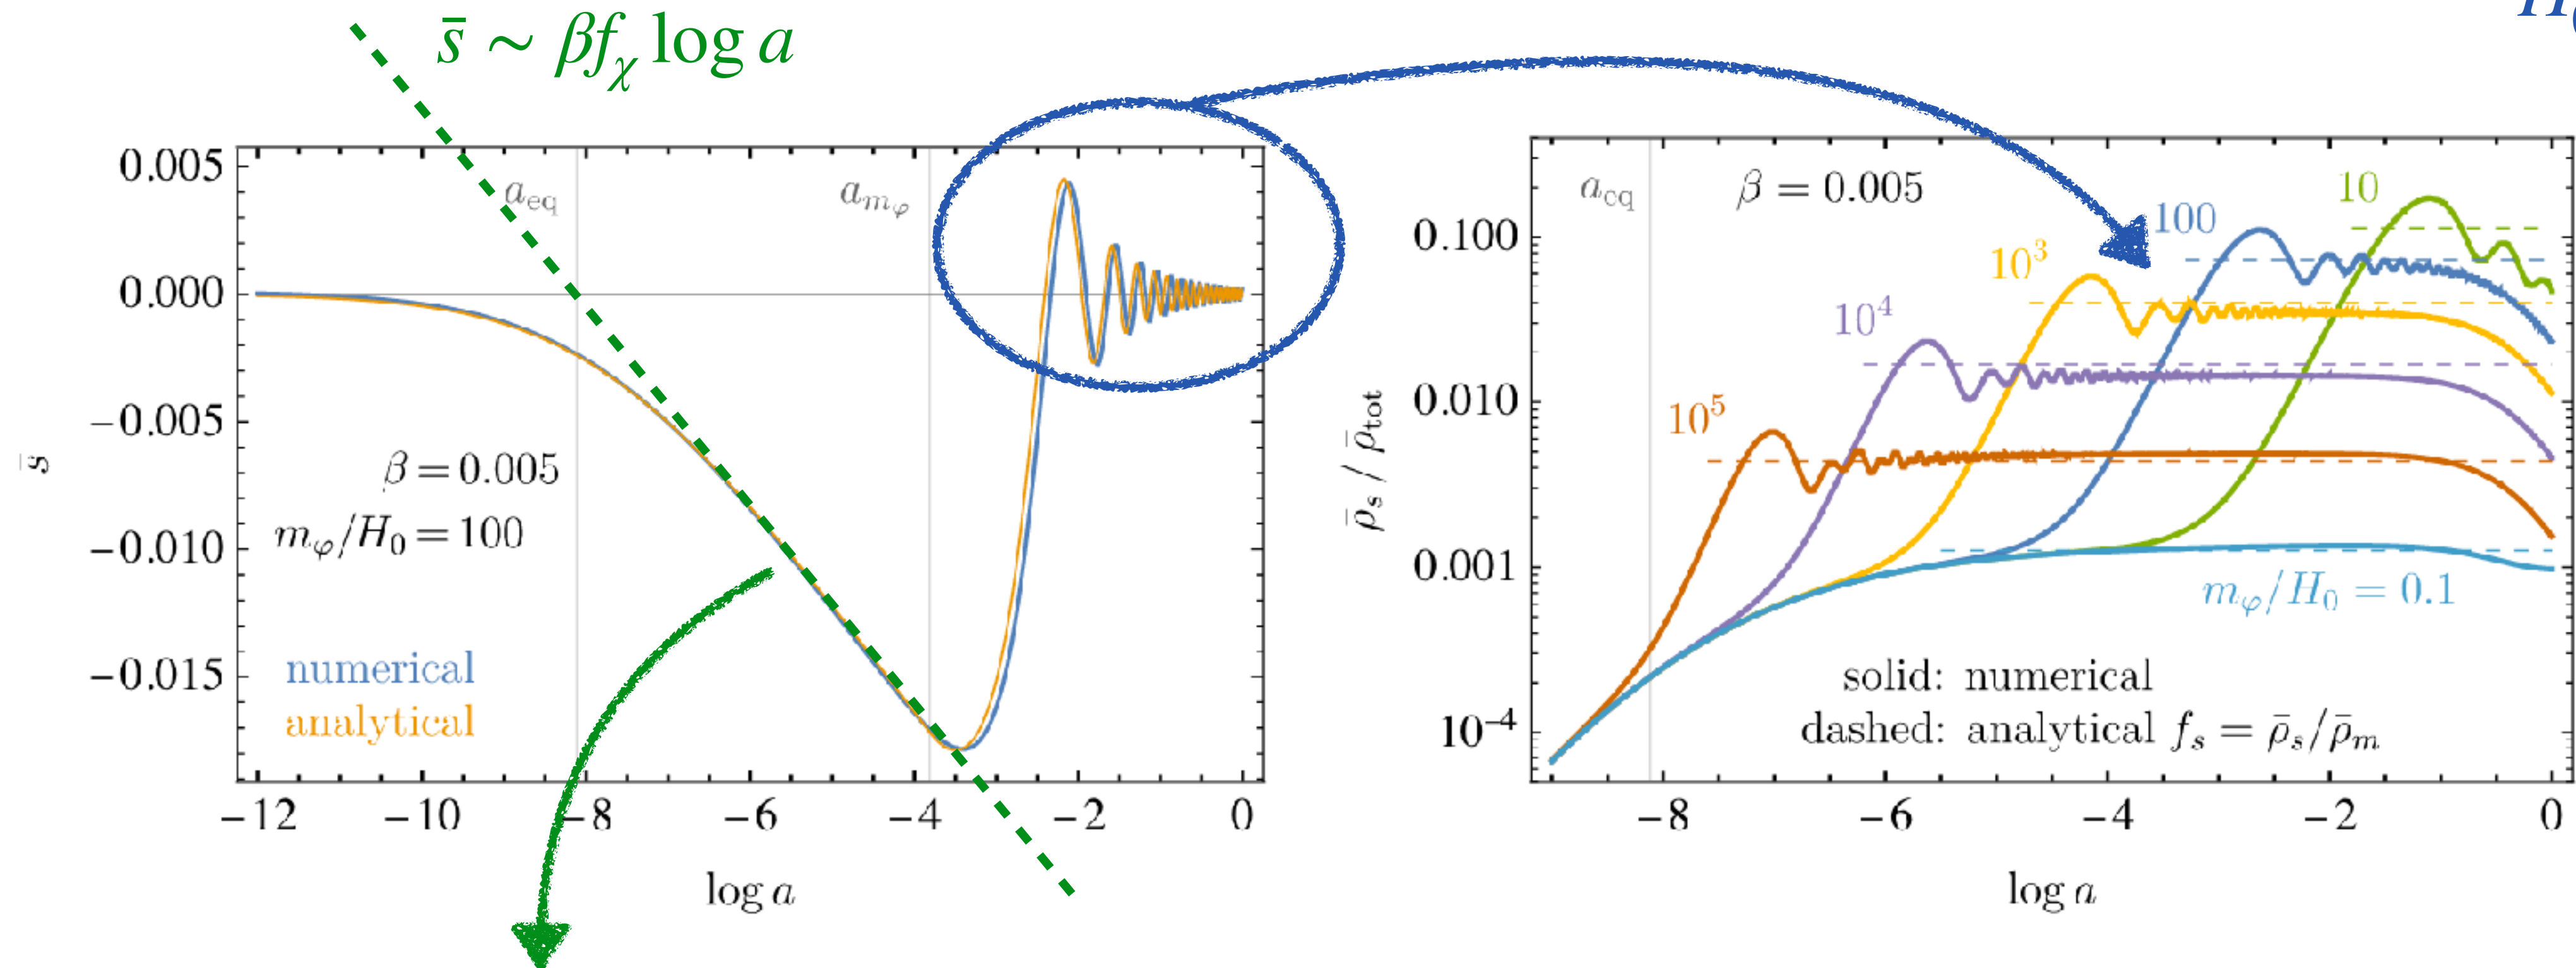 s̄ ~ βf_χ log a
H
0.005
0.000
−0.005
−0.010
−0.015
s̄
a_eq
a_{m_φ}
β = 0.005
m_φ/H_0 = 100
numerical
analytical
−12 −10 −8 −6 −4 −2 0
log a
0.100
0.010
0.001
10^{−4}
ρ̄_s / ρ̄_tot
a_eq
β = 0.005
10
100
10^3
10^4
10^5
m_φ/H_0 = 0.1
solid: numerical
dashed: analytical f_s = ρ̄_s/ρ̄_m
−8 −6 −4 −2 0
log a